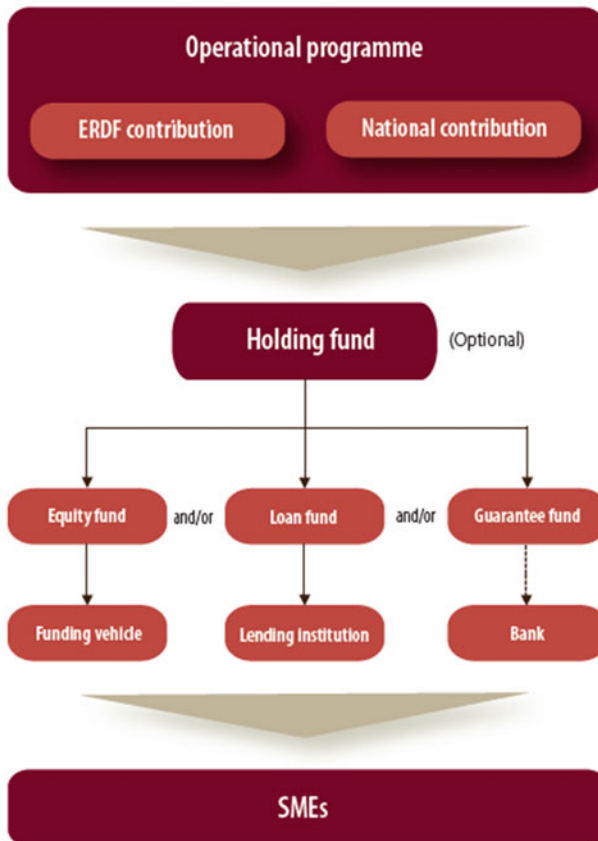 Operational programme
ERDF contribution
National contribution
Holding fund
(Optional)
Equity fund
and/or
Loan fund
and/or
Guarantee fund
Funding vehicle
Lending institution
Bank
SMEs